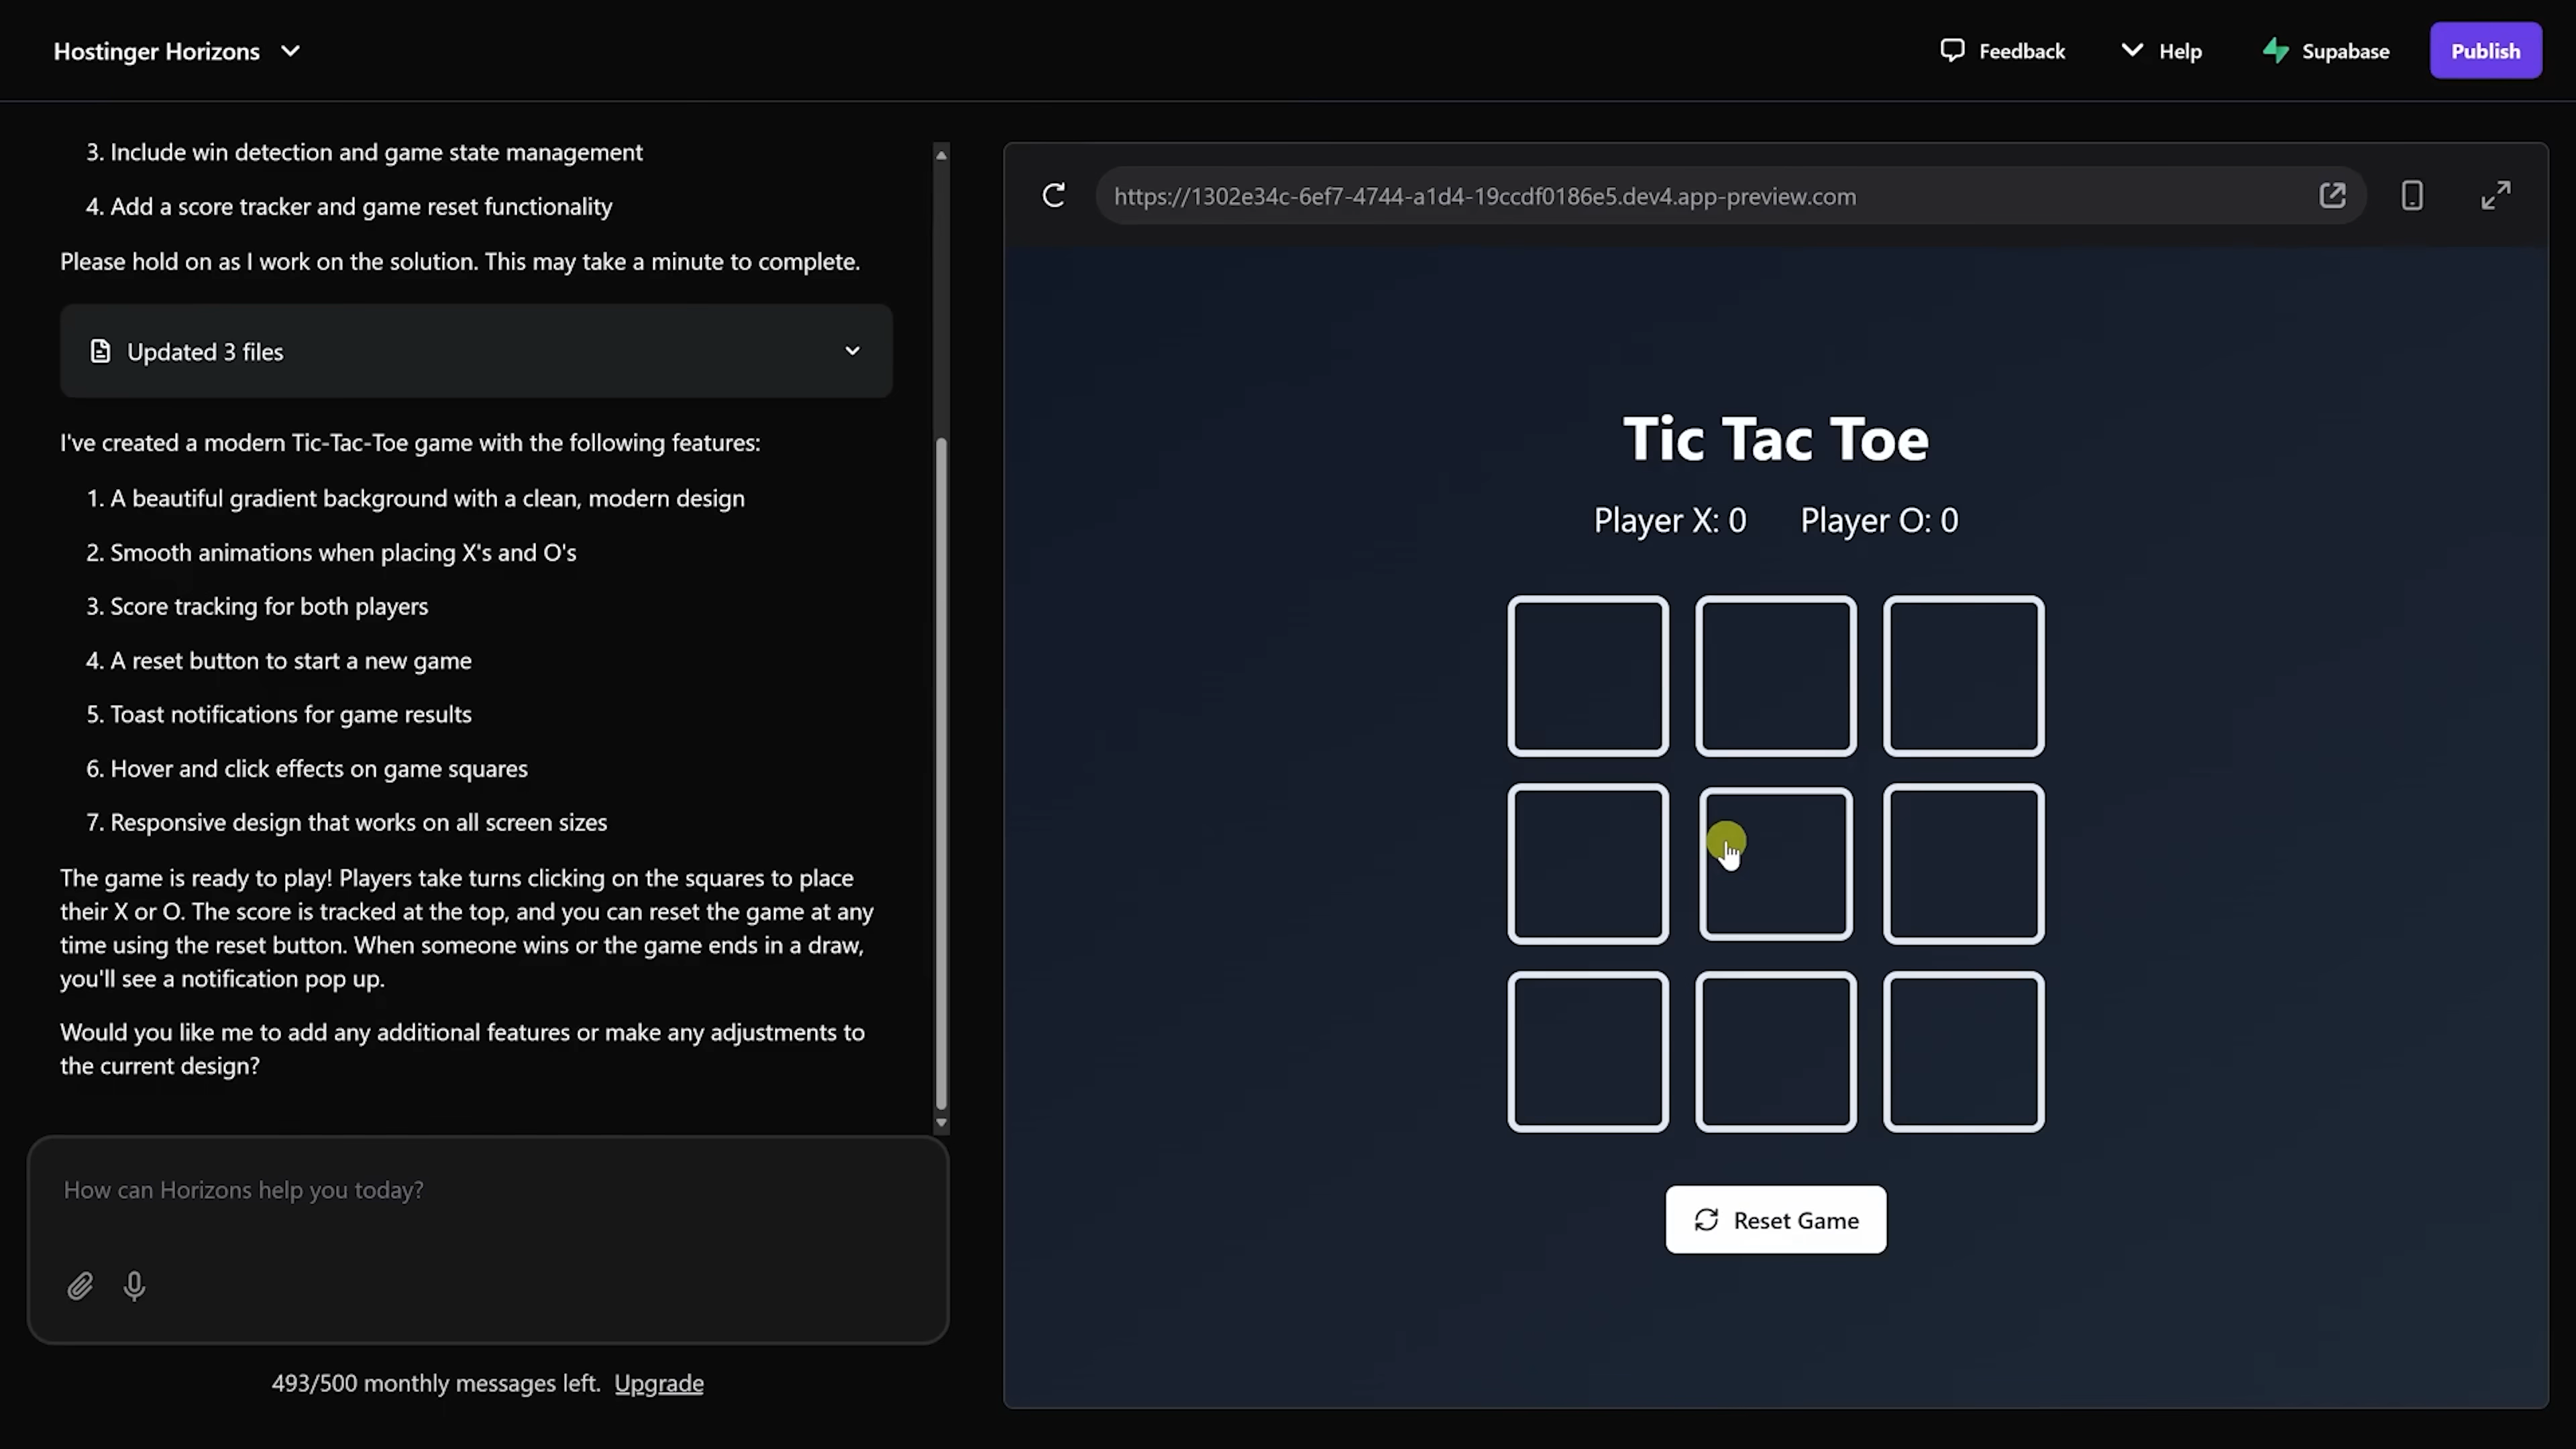 Hostinger Horizons
Feedback
Help
Supabase
Publish
3. Include win detection and game state management
4. Add a score tracker and game reset functionality
Please hold on as I work on the solution. This may take a minute to complete.
Updated 3 files
I've created a modern Tic-Tac-Toe game with the following features:
1. A beautiful gradient background with a clean, modern design
2. Smooth animations when placing X's and O's
3. Score tracking for both players
4. A reset button to start a new game
5. Toast notifications for game results
6. Hover and click effects on game squares
7. Responsive design that works on all screen sizes
The game is ready to play! Players take turns clicking on the squares to place
their X or O. The score is tracked at the top, and you can reset the game at any
time using the reset button. When someone wins or the game ends in a draw,
you'll see a notification pop up.
Would you like me to add any additional features or make any adjustments to
the current design?
How can Horizons help you today?
493/500 monthly messages left. Upgrade
https://1302e34c-6ef7-4744-a1d4-19ccdf0186e5.dev4.app-preview.com
Tic Tac Toe
Player X: 0 Player O: 0
Reset Game